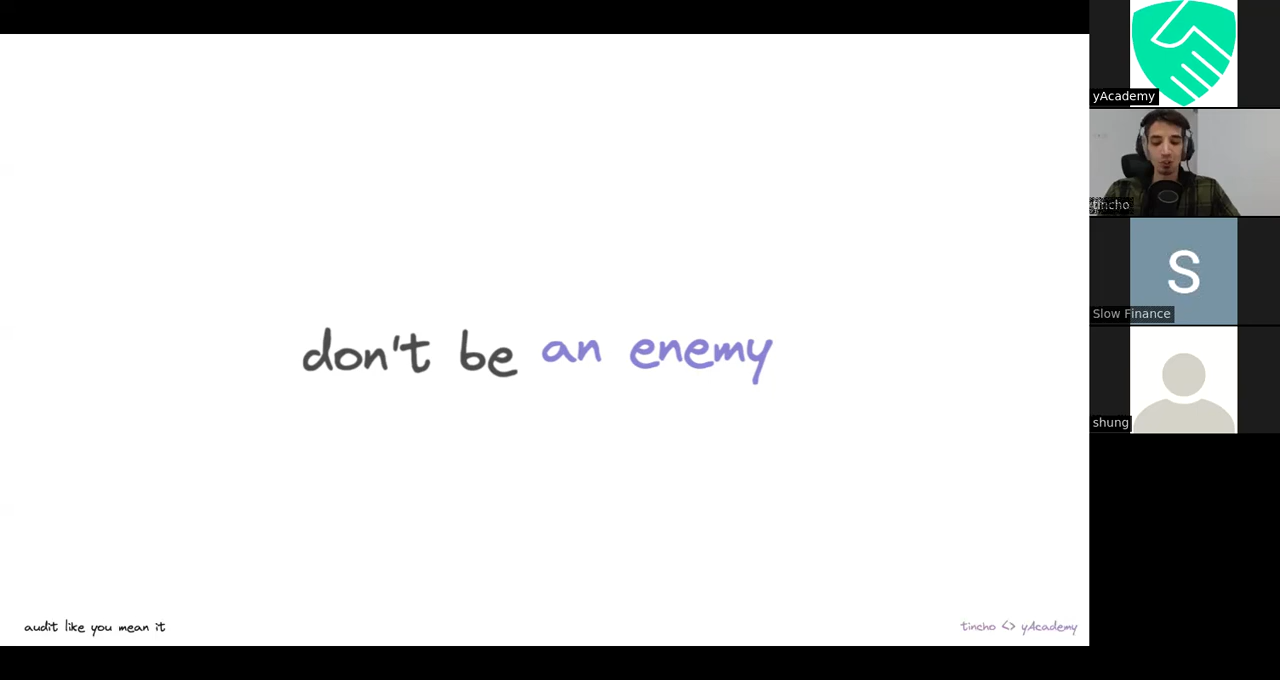 don't be an enemy
audit like you mean it
tincho <> yAcademy
yAcademy
tincho
S
Slow Finance
shung